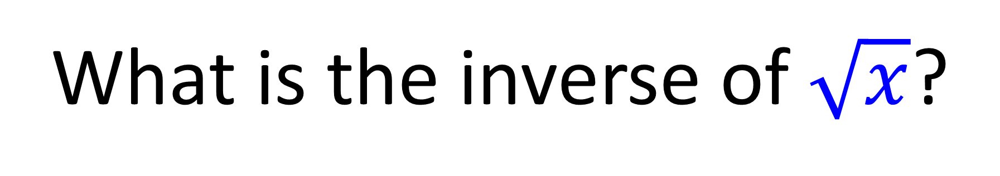 What is the inverse of √x?